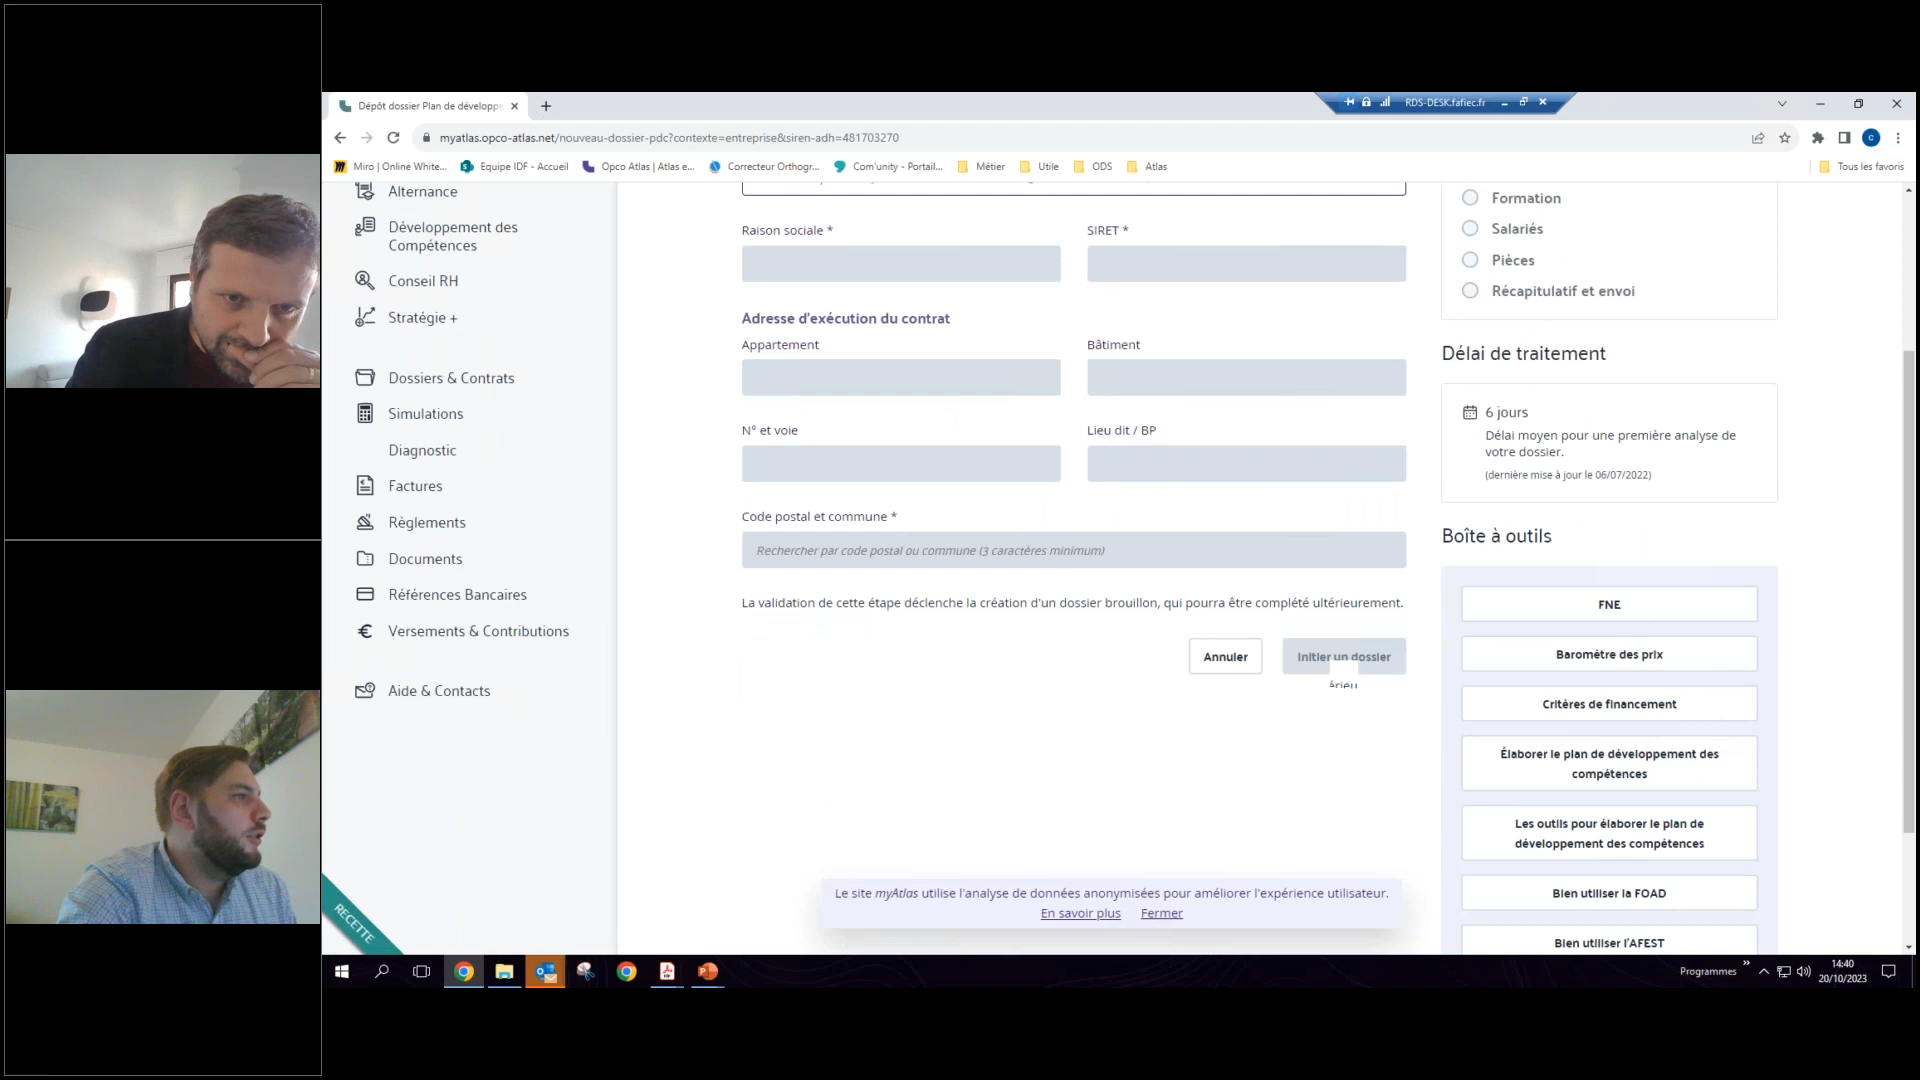 Dépôt dossier Plan de développe
RDS-DESK.fafiec.fr
myatlas.opco-atlas.net/nouveau-dossier-pdc?contexte=entreprise&siren-adh=481703270
Miro | Online White...
Equipe IDF - Accueil
Opco Atlas | Atlas e...
Correcteur Orthogr...
Com'unity - Portail...
Métier
Utile
ODS
Atlas
Tous les favoris
Alternance
Développement des
Compétences
Conseil RH
Stratégie +
Dossiers & Contrats
Simulations
Diagnostic
Factures
Règlements
Documents
Références Bancaires
Versements & Contributions
Aide & Contacts
RECETTE
Raison sociale *
SIRET *
Adresse d'exécution du contrat
Appartement
Bâtiment
N° et voie
Lieu dit / BP
Code postal et commune *
Rechercher par code postal ou commune (3 caractères minimum)
La validation de cette étape déclenche la création d'un dossier brouillon, qui pourra être complété ultérieurement.
Annuler
Initier un dossier
érieu
Le site myAtlas utilise l'analyse de données anonymisées pour améliorer l'expérience utilisateur.
En savoir plus
Fermer
Formation
Salariés
Pièces
Récapitulatif et envoi
Délai de traitement
6 jours
Délai moyen pour une première analyse de
votre dossier.
(dernière mise à jour le 06/07/2022)
Boîte à outils
FNE
Baromètre des prix
Critères de financement
Élaborer le plan de développement des
compétences
Les outils pour élaborer le plan de
développement des compétences
Bien utiliser la FOAD
Bien utiliser l'AFEST
Programmes
14:40
20/10/2023